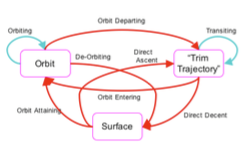 Orbit Departing
Orbiting
Transiting
De-Orbiting
Direct
Ascent
Orbit
"Trim
Trajectory"
Orbit Attaining
Orbit Entering
Direct Decent
Surface